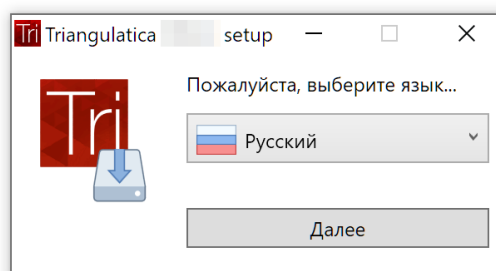 Tri Triangulatica setup
Пожалуйста, выберите язык...
Tri
Русский
Далее